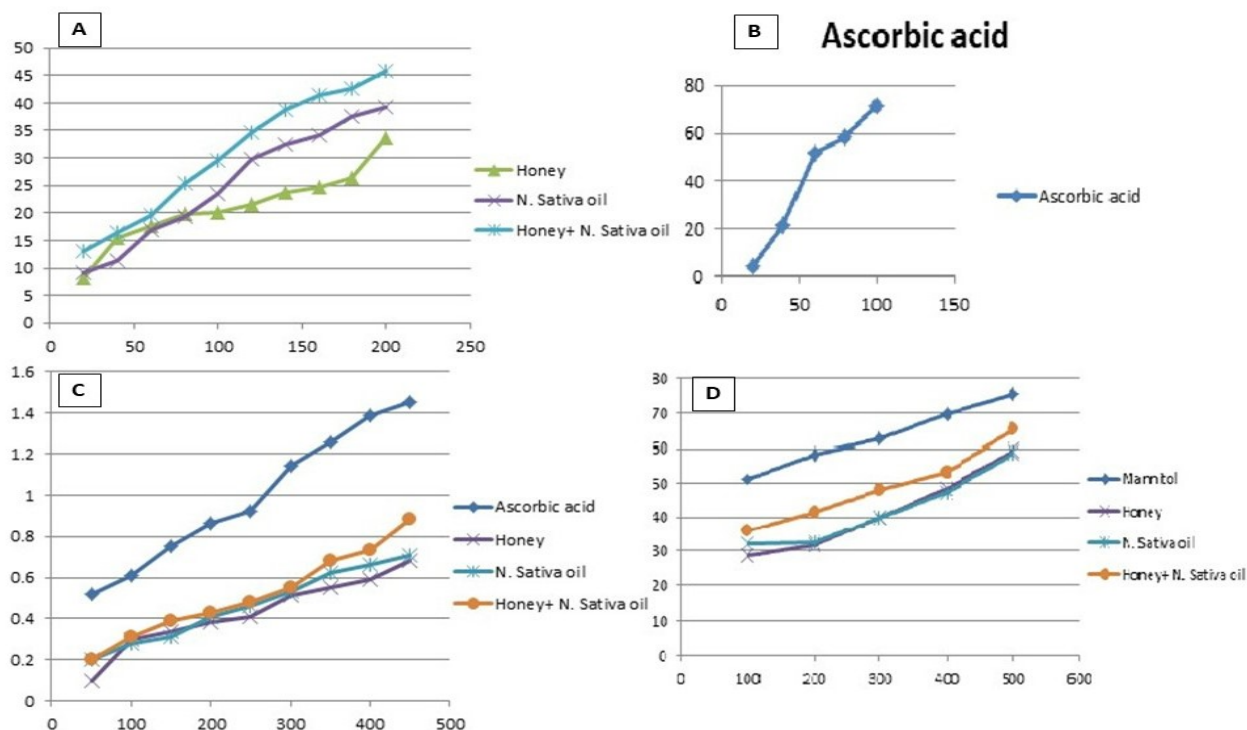 A
50
45
40
35
30
25
20
15
10
5
0
0 50 100 150 200 250
Honey
N. Sativa oil
Honey+ N. Sativa oil
B
Ascorbic acid
80
60
40
20
0
0 50 100 150
Ascorbic acid
C
1.6
1.4
1.2
1
0.8
0.6
0.4
0.2
0
0 100 200 300 400 500
Ascorbic acid
Honey
N. Sativa oil
Honey+ N. Sativa oil
D
80
70
60
50
40
30
20
10
0
0 100 200 300 400 500 600
Mannitol
Honey
N. Sativa oil
Honey+ N. Sativa oil